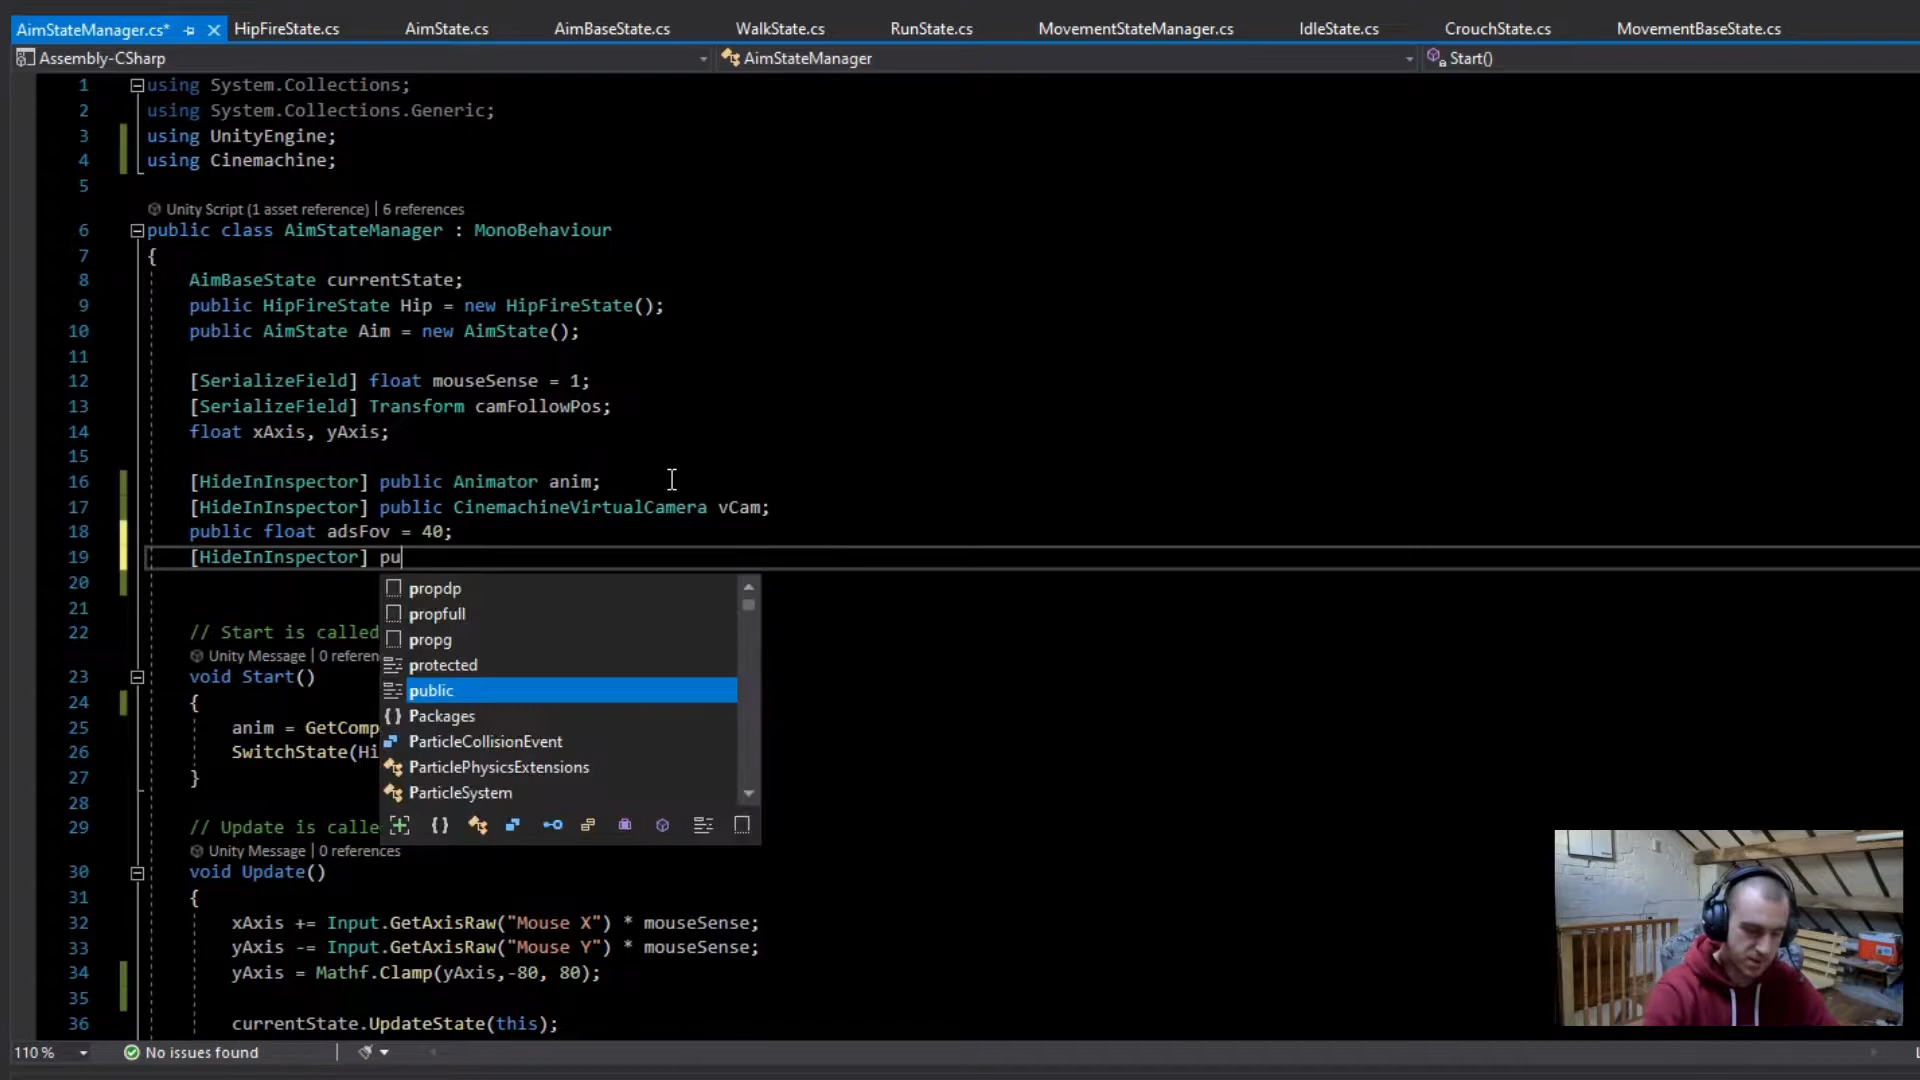 AimStateManager.cs*
HipFireState.cs
AimState.cs
AimBaseState.cs
WalkState.cs
RunState.cs
MovementStateManager.cs
IdleState.cs
CrouchState.cs
MovementBaseState.cs
Assembly-CSharp
AimStateManager
Start()
1 using System.Collections;
2 using System.Collections.Generic;
3 using UnityEngine;
4 using Cinemachine;
5
Unity Script (1 asset reference) | 6 references
6 public class AimStateManager : MonoBehaviour
7 {
8 AimBaseState currentState;
9 public HipFireState Hip = new HipFireState();
10 public AimState Aim = new AimState();
11
12 [SerializeField] float mouseSense = 1;
13 [SerializeField] Transform camFollowPos;
14 float xAxis, yAxis;
15
16 [HideInInspector] public Animator anim;
17 [HideInInspector] public CinemachineVirtualCamera vCam;
18 public float adsFov = 40;
19 [HideInInspector] pu
20
21
22 // Start is called
Unity Message | 0 referen
23 void Start()
24 {
25 anim = GetComp
26 SwitchState(Hi
27 }
28
29 // Update is calle
Unity Message | 0 references
30 void Update()
31 {
32 xAxis += Input.GetAxisRaw("Mouse X") * mouseSense;
33 yAxis -= Input.GetAxisRaw("Mouse Y") * mouseSense;
34 yAxis = Mathf.Clamp(yAxis,-80, 80);
35
36 currentState.UpdateState(this);
propdp
propfull
propg
protected
public
Packages
ParticleCollisionEvent
ParticlePhysicsExtensions
ParticleSystem
110 %
No issues found